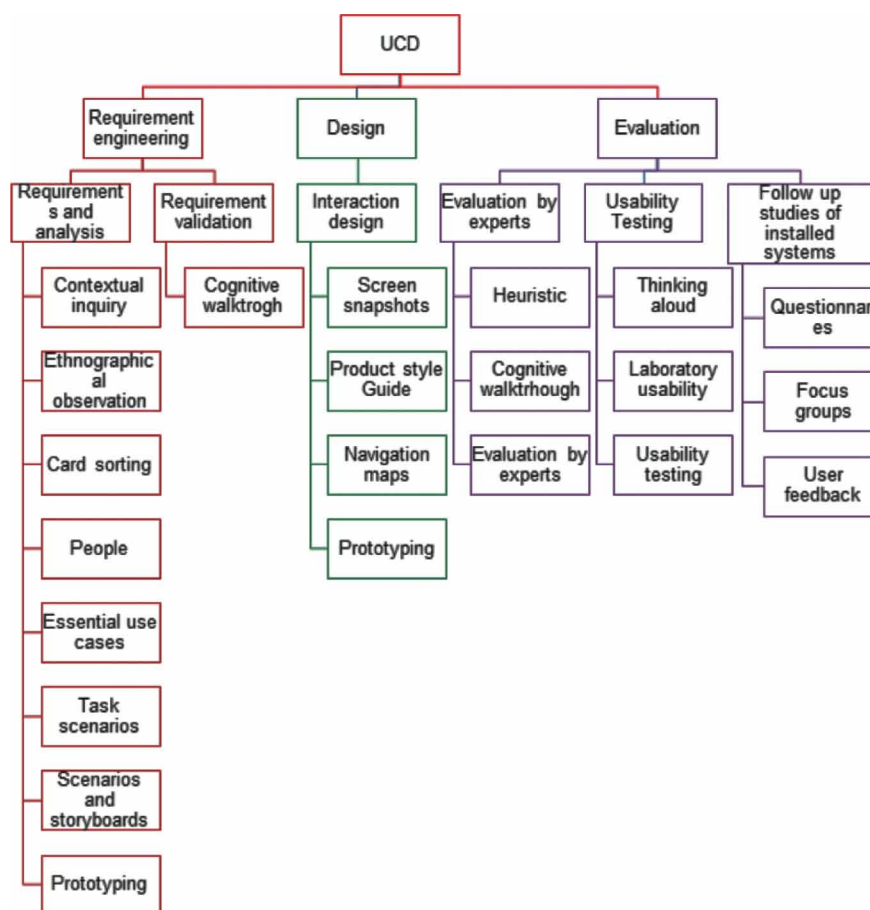 UCD
Requirement
engineering
Design
Evaluation
Requirement
s and analysis
Requirement
validation
Interaction
design
Evaluation by
experts
Usability
Testing
Follow up
studies of
installed
systems
Contextual
inquiry
Cognitive
walktrogh
Screen
snapshots
Heuristic
Thinking
aloud
Questionnar
es
Ethnographic
al
observation
Product style
Guide
Cognitive
walktrhough
Laboratory
usability
Focus
groups
Card sorting
Navigation
maps
Evaluation by
experts
Usability
testing
User
feedback
People
Prototyping
Essential use
cases
Task
scenarios
Scenarios
and
storyboards
Prototyping